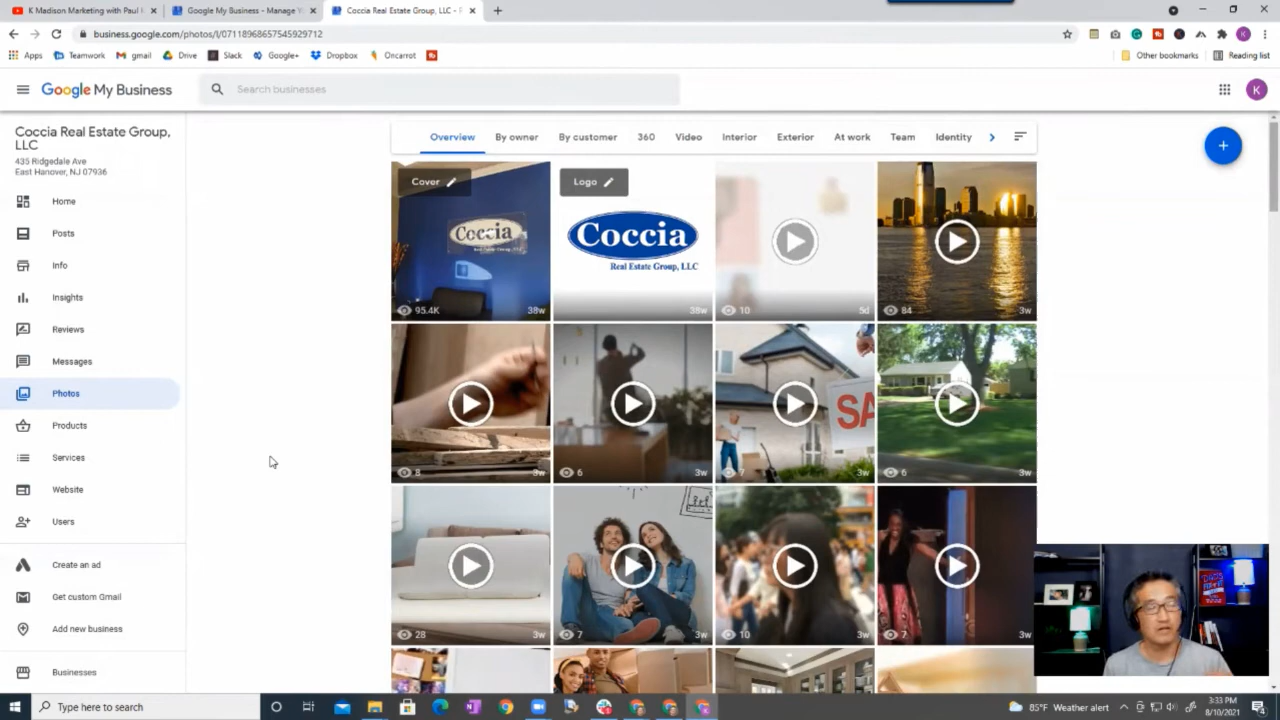 K Madison Marketing with Paul
Google My Business - Manage
Coccia Real Estate Group, LLC -
business.google.com/photos/l/07118968657545929712
Apps
Teamwork
gmail
Drive
Slack
Google+
Dropbox
Oncarrot
Other bookmarks
Reading list
Google My Business
Search businesses
K
Coccia Real Estate Group,
LLC
435 Ridgedale Ave
East Hanover, NJ 07936
Home
Posts
Info
Insights
Reviews
Messages
Photos
Products
Services
Website
Users
Create an ad
Get custom Gmail
Add new business
Businesses
Overview
By owner
By customer
360
Video
Interior
Exterior
At work
Team
Identity
Cover
Coccia
95.4K
38w
Logo
Coccia
Real Estate Group, LLC
38w
10
5d
84
3w
8
3w
6
3w
SA
7
3w
6
3w
28
3w
7
3w
10
3w
7
3w
Type here to search
85°F Weather alert
3:33 PM
8/10/2021
4